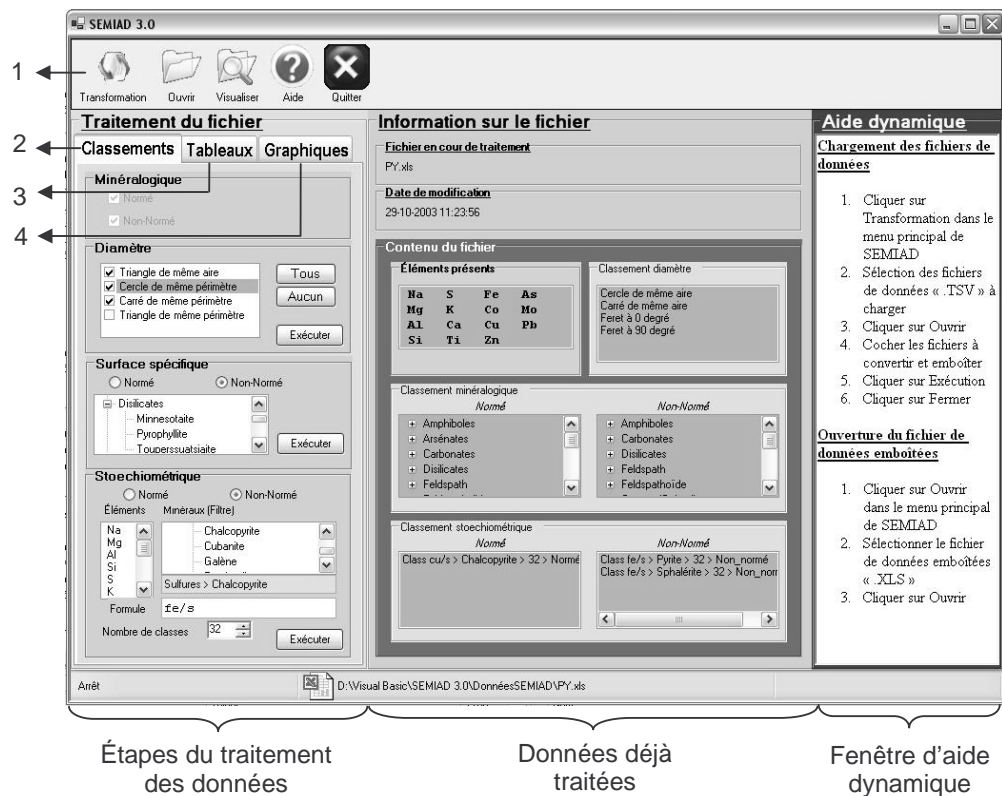 SEMIAD 3.0
1
Transformation
Ouvrir
Visualiser
Aide
Quitter
Traitement du fichier
2
Classements
Tableaux
Graphiques
3
4
Minéralogique
Normé
Non-Normé
Diamètre
Triangle de même aire
Cercle de même périmètre
Carré de même périmètre
Triangle de même périmètre
Tous
Aucun
Exécuter
Surface spécifique
Normé
Non-Normé
Disilicates
Minnesotaite
Pyrophyllite
Touperssuatsiaite
Exécuter
Stoechiométrique
Normé
Non-Normé
Éléments
Minéraux (Filtre)
Na
Mg
Al
Si
S
K
Chalcopyrite
Cubanite
Galène
Sulfures > Chalcopyrite
Formule
fe/s
Nombre de classes
32
Exécuter
Information sur le fichier
Fichier en cour de traitement
PY.xls
Date de modification
29-10-2003 11:23:56
Contenu du fichier
Éléments présents
Na S Fe As
Mg K Co Mo
Al Ca Cu Pb
Si Ti Zn
Classement diamètre
Cercle de même aire
Carré de même aire
Feret à 0 degré
Feret à 90 degré
Classement minéralogique
Normé
Amphiboles
Arsénates
Carbonates
Disilicates
Feldspath
Non-Normé
Amphiboles
Carbonates
Disilicates
Feldspath
Feldspathoïde
Classement stoechiométrique
Normé
Class cu/s > Chalcopyrite > 32 > Normé
Non-Normé
Class fe/s > Pyrite > 32 > Non_normé
Class fe/s > Sphalérite > 32 > Non_norr
Aide dynamique
Chargement des fichiers de
données
1. Cliquer sur
Transformation dans le
menu principal de
SEMIAD
2. Sélection des fichiers
de données « .TSV » à
charger
3. Cliquer sur Ouvrir
4. Cocher les fichiers à
convertir et emboîter
5. Cliquer sur Exécution
6. Cliquer sur Fermer
Ouverture du fichier de
données emboîtées
1. Cliquer sur Ouvrir
dans le menu principal
de SEMIAD
2. Sélectionner le fichier
de données emboîtées
« .XLS »
3. Cliquer sur Ouvrir
Arrêt
D:\Visual Basic\SEMIAD 3.0\DonnéesSEMIAD\PY.xls
Étapes du traitement
des données
Données déjà
traitées
Fenêtre d'aide
dynamique